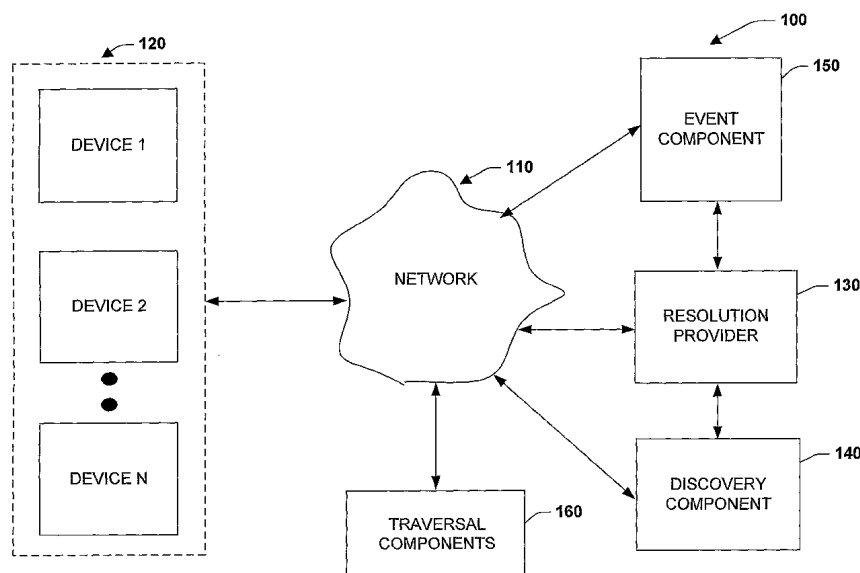 120
100
150
DEVICE 1
EVENT
COMPONENT
110
NETWORK
DEVICE 2
130
RESOLUTION
PROVIDER
DEVICE N
140
DISCOVERY
COMPONENT
160
TRAVERSAL
COMPONENTS